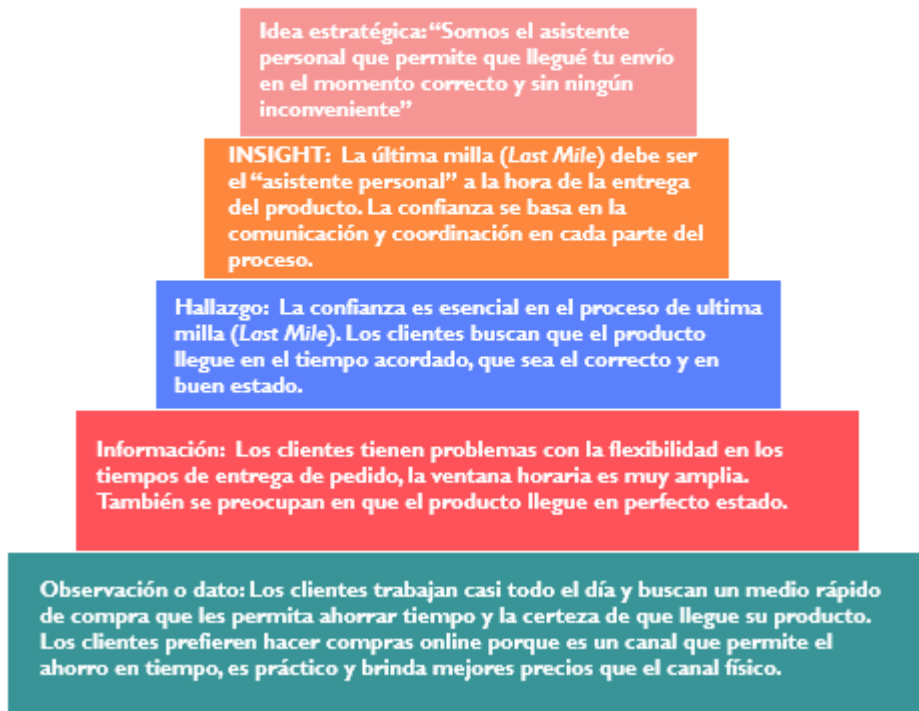 Idea estratégica: “Somos el asistente
personal que permite que llegué tu envío
en el momento correcto y sin ningún
inconveniente”
INSIGHT: La última milla (Last Mile) debe ser
el “asistente personal” a la hora de la entrega
del producto. La confianza se basa en la
comunicación y coordinación en cada parte del
proceso.
Hallazgo: La confianza es esencial en el proceso de ultima
milla (Last Mile). Los clientes buscan que el producto
llegue en el tiempo acordado, que sea el correcto y en
buen estado.
Información: Los clientes tienen problemas con la flexibilidad en los
tiempos de entrega de pedido, la ventana horaria es muy amplia.
También se preocupan en que el producto llegue en perfecto estado.
Observación o dato: Los clientes trabajan casi todo el día y buscan un medio rápido
de compra que les permita ahorrar tiempo y la certeza de que llegue su producto.
Los clientes prefieren hacer compras online porque es un canal que permite el
ahorro en tiempo, es práctico y brinda mejores precios que el canal físico.